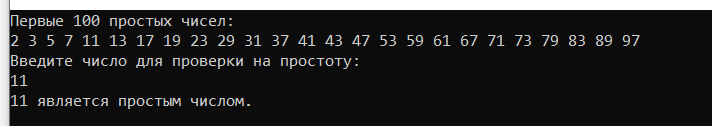 Первые 100 простых чисел:
2 3 5 7 11 13 17 19 23 29 31 37 41 43 47 53 59 61 67 71 73 79 83 89 97
Введите число для проверки на простоту:
11
11 является простым числом.